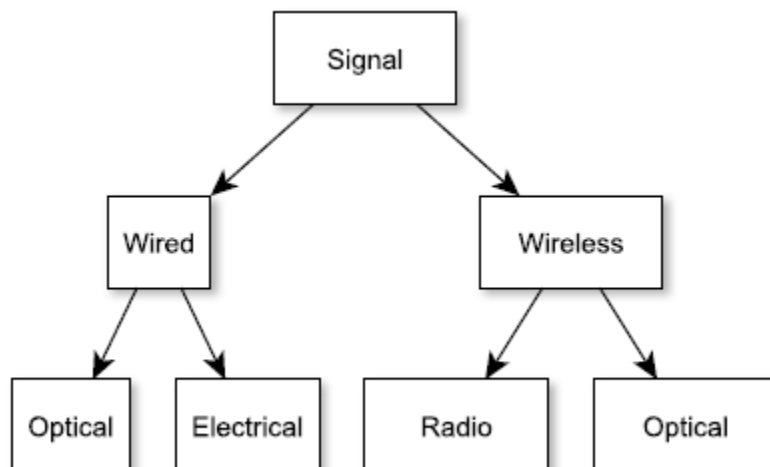 Signal
Wired
Wireless
Optical
Electrical
Radio
Optical